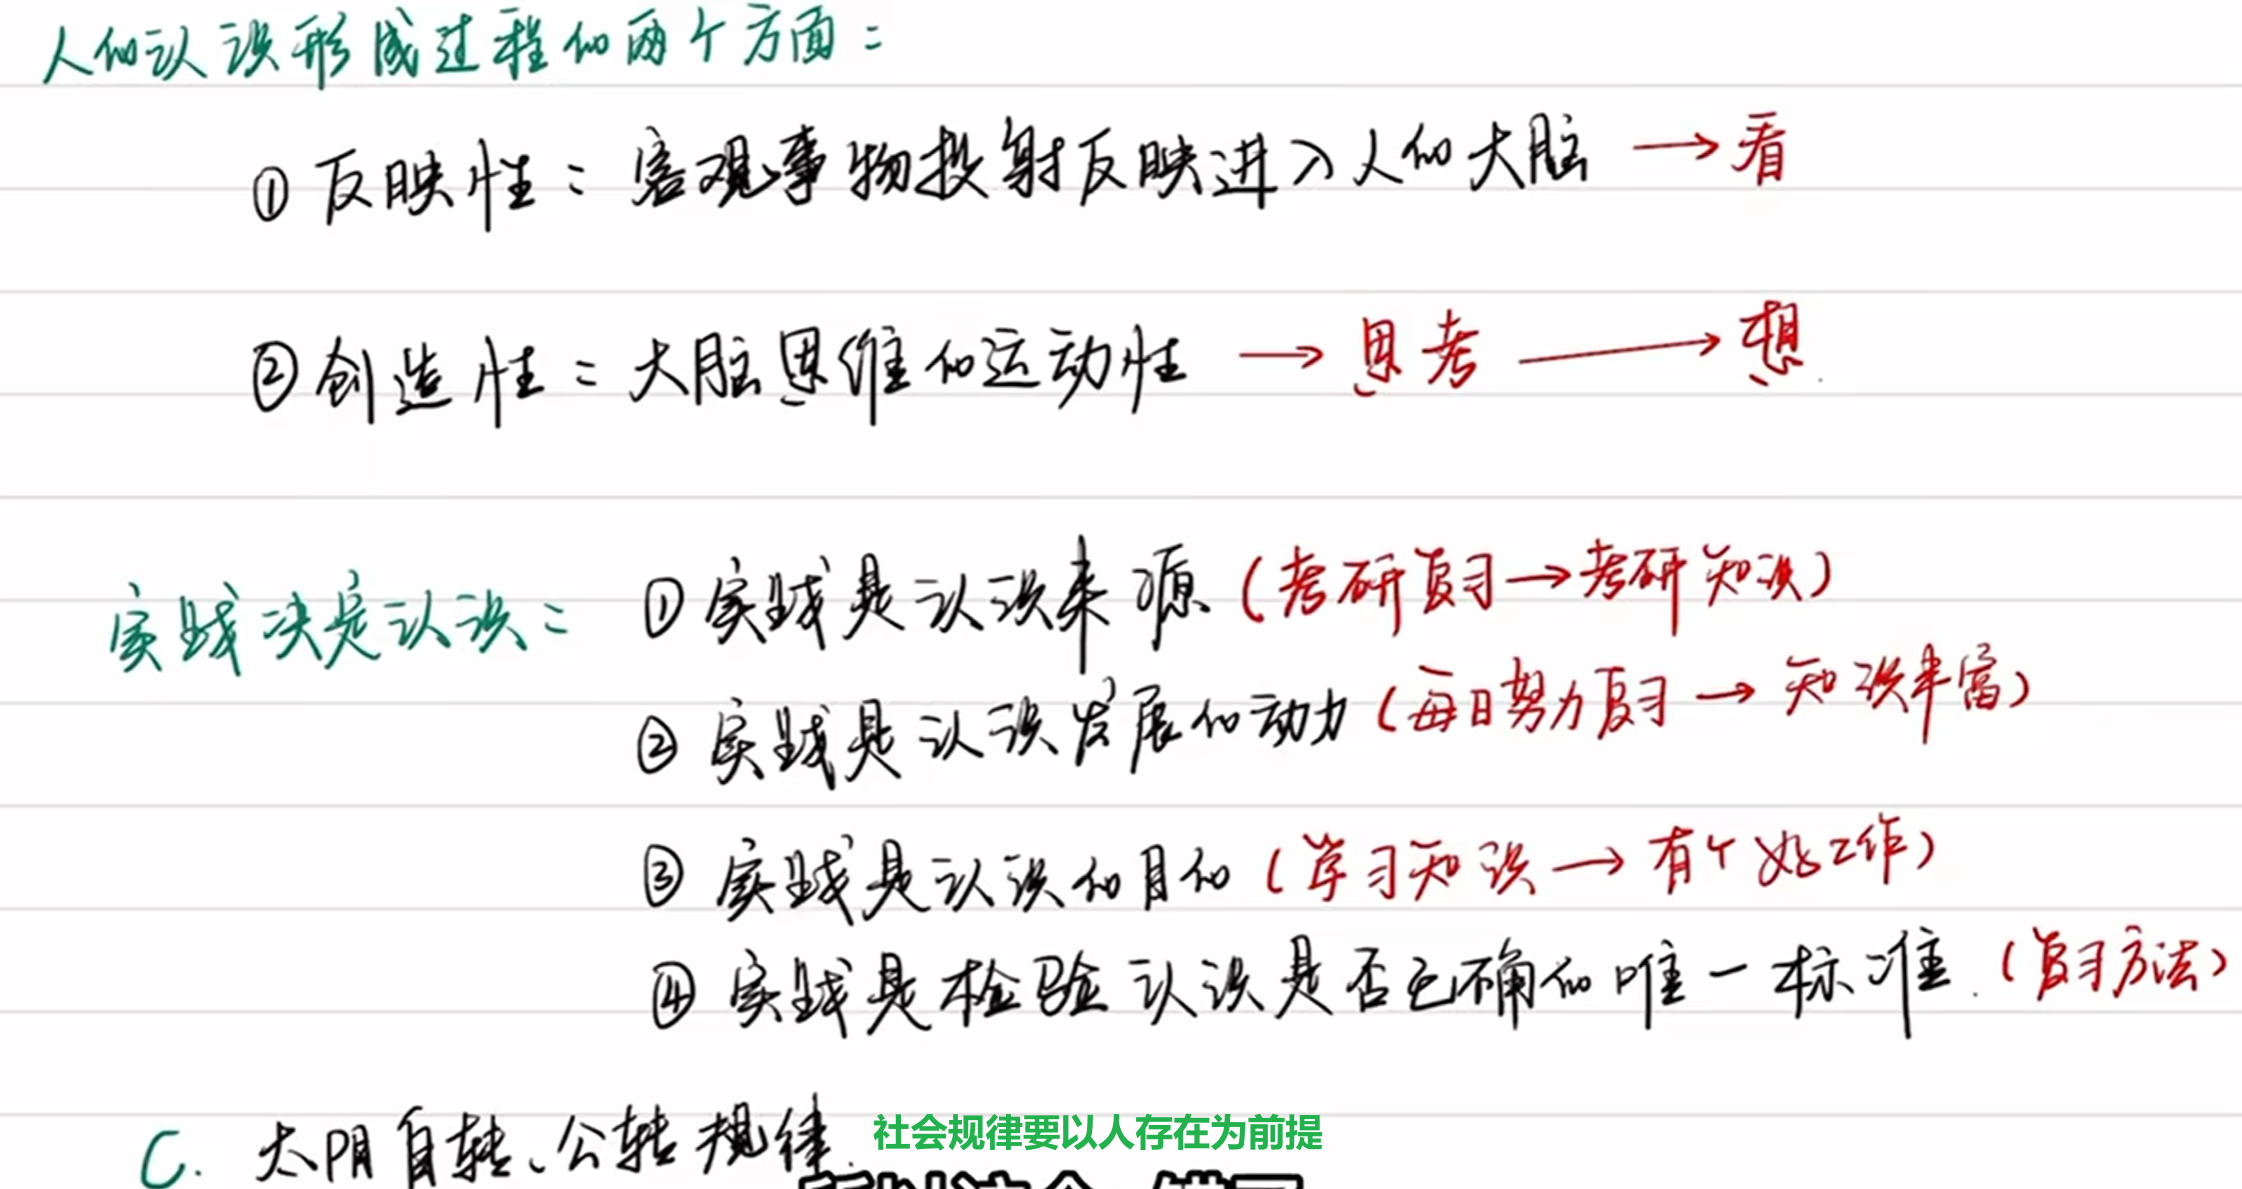 人的认识形成过程的两个方面：
①反映性：客观事物投射反映进入人的大脑 →看
②创造性：大脑思维的运动性 → 思考 → 想
实践决定认识： ①实践是认识来源（考研复习→考研知识）
②实践是认识发展的动力（每日努力复习→知识丰富）
③实践是认识的目的（学习知识→有个好工作）
④实践是检验认识是否正确的唯一标准.（复习方法）
C. 太阳自转、公转规律. 社会规律要以人存在为前提